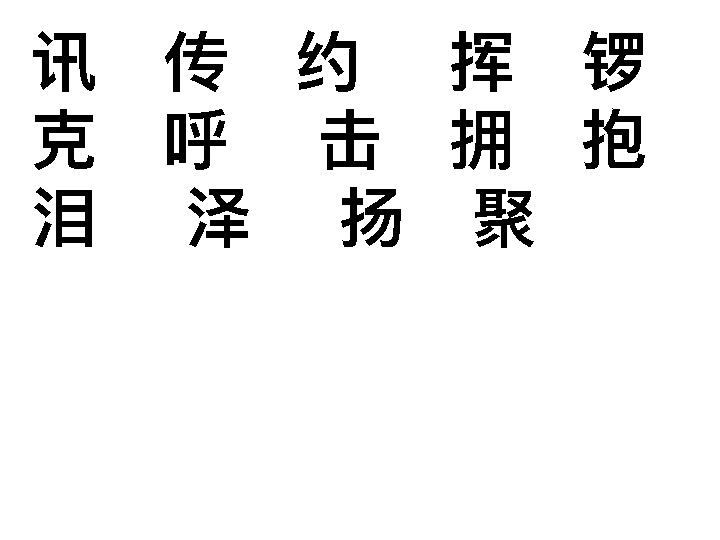 讯 传 约 挥 锣
克 呼 击 拥 抱
泪 泽 扬 聚